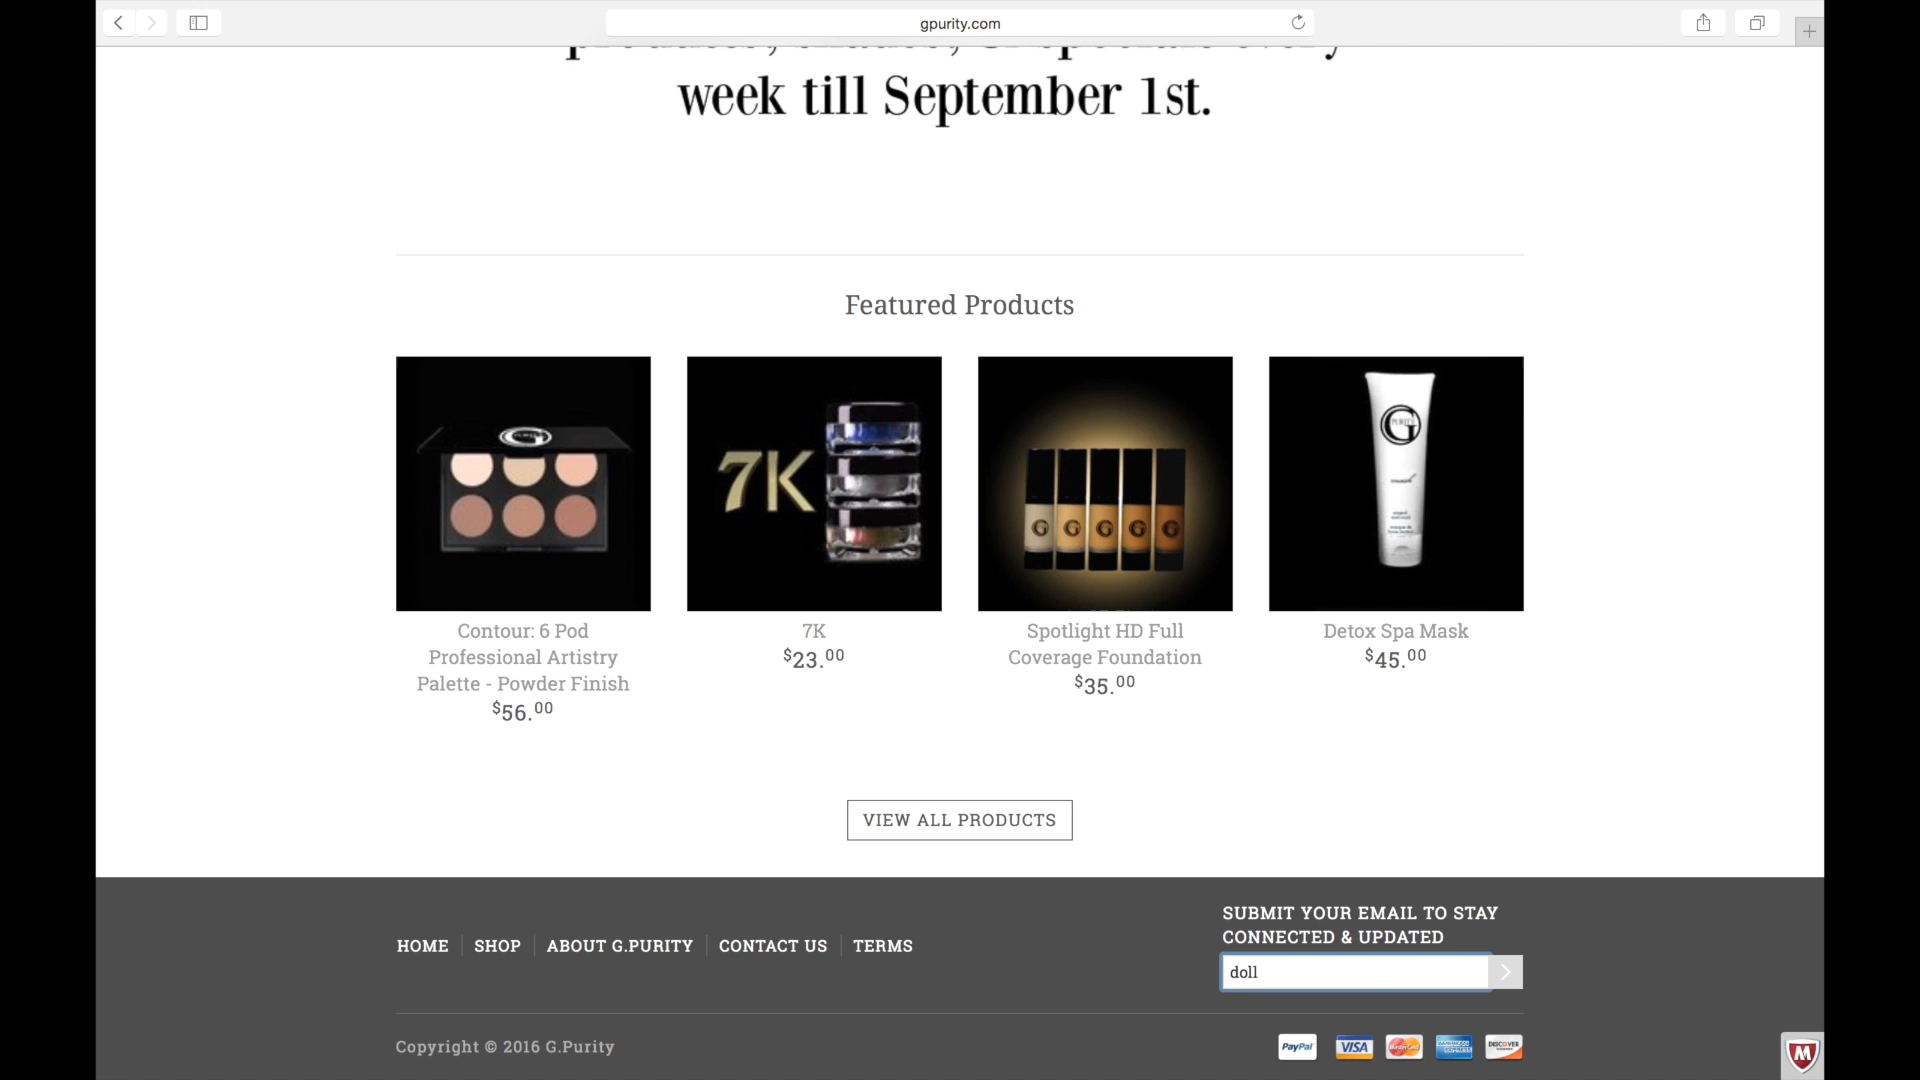 gpurity.com
week till September 1st.
Featured Products
7K
Contour: 6 Pod
Professional Artistry
Palette - Powder Finish
$56.00
7K
$23.00
Spotlight HD Full
Coverage Foundation
$35.00
Detox Spa Mask
$45.00
VIEW ALL PRODUCTS
HOME
SHOP
ABOUT G.PURITY
CONTACT US
TERMS
SUBMIT YOUR EMAIL TO STAY
CONNECTED & UPDATED
doll
Copyright © 2016 G.Purity
PayPal
VISA
MasterCard
AMERICAN EXPRESS
DISCOVER